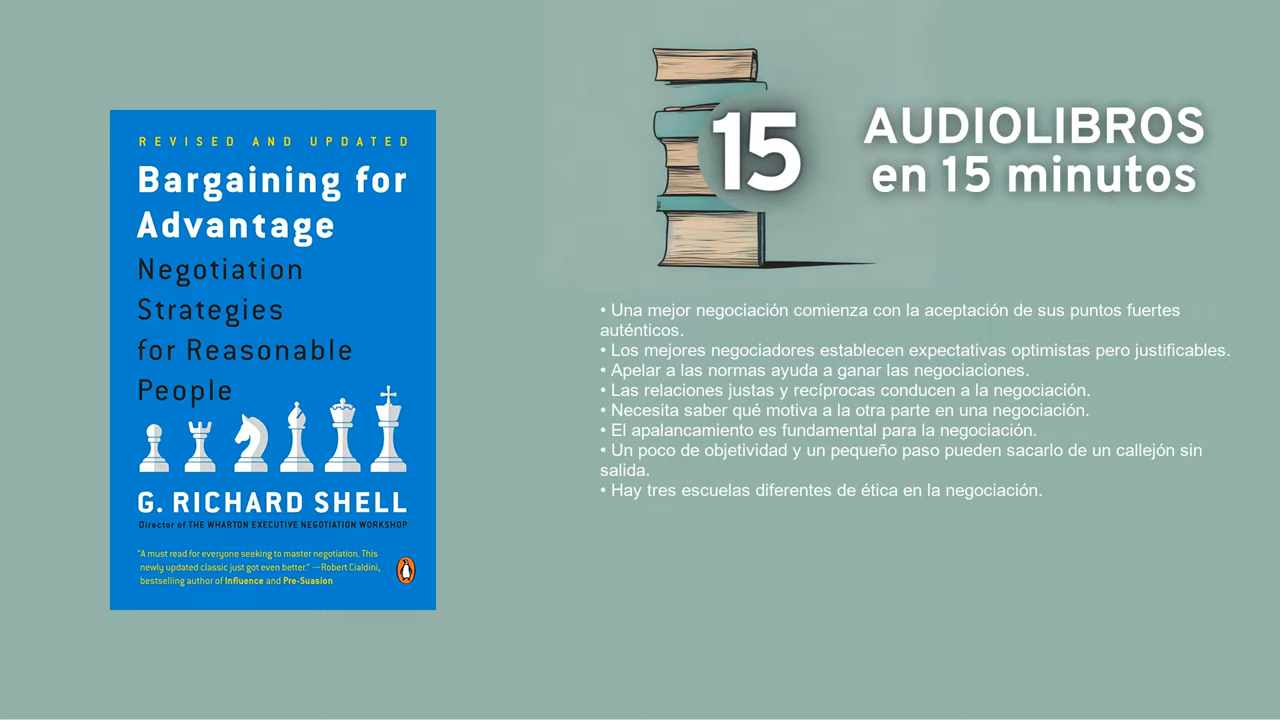 REVISED AND UPDATED
Bargaining for
Advantage
Negotiation
Strategies
for Reasonable
People
G. RICHARD SHELL
Director of THE WHARTON EXECUTIVE NEGOTIATION WORKSHOP
"A must read for everyone seeking to master negotiation. This
newly updated classic just got even better." —Robert Cialdini,
bestselling author of Influence and Pre-Suasion
15
AUDIOLIBROS
en 15 minutos
• Una mejor negociación comienza con la aceptación de sus puntos fuertes
auténticos.
• Los mejores negociadores establecen expectativas optimistas pero justificables.
• Apelar a las normas ayuda a ganar las negociaciones.
• Las relaciones justas y recíprocas conducen a la negociación.
• Necesita saber qué motiva a la otra parte en una negociación.
• El apalancamiento es fundamental para la negociación.
• Un poco de objetividad y un pequeño paso pueden sacarlo de un callejón sin
salida.
• Hay tres escuelas diferentes de ética en la negociación.